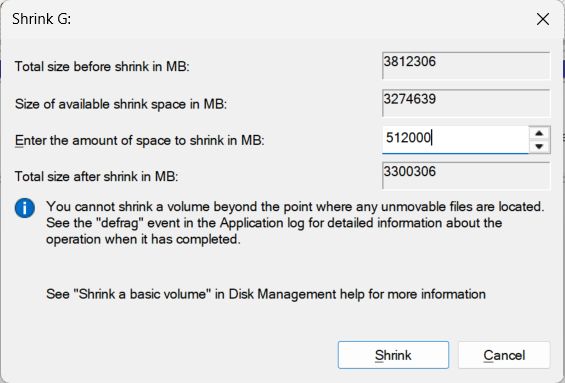 Shrink G:
Total size before shrink in MB: 3812306
Size of available shrink space in MB: 3274639
Enter the amount of space to shrink in MB: 512000
Total size after shrink in MB: 3300306
You cannot shrink a volume beyond the point where any unmovable files are located.
See the "defrag" event in the Application log for detailed information about the
operation when it has completed.
See "Shrink a basic volume" in Disk Management help for more information
Shrink Cancel